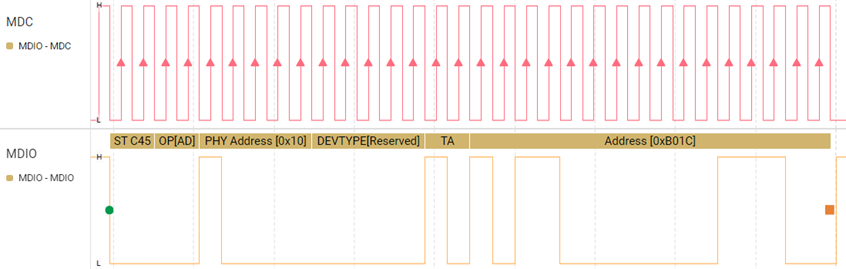 MDC
H
MDIO - MDC
L
ST C45 OP[AD] PHY Address [0x10] DEVTYPE[Reserved] TA Address [0xB01C]
MDIO
H
MDIO - MDIO
L